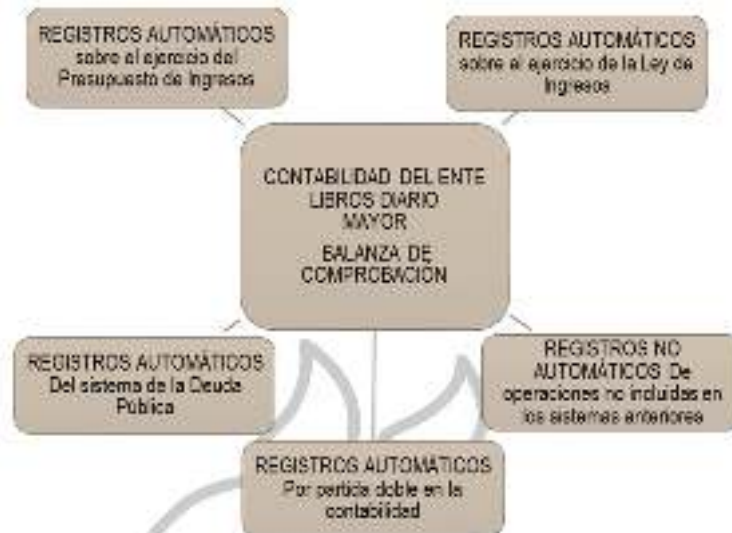 REGISTROS AUTOMÁTICOS
sobre el ejercicio del
Presupuesto de Ingresos
REGISTROS AUTOMÁTICOS
sobre el ejercicio de la Ley de
Ingresos
CONTABILIDAD DEL ENTE
LIBROS DIARIO
MAYOR
BALANZA DE
COMPROBACIÓN
REGISTROS AUTOMÁTICOS
Del sistema de la Deuda
Pública
REGISTROS NO
AUTOMÁTICOS De
operaciones no incluidas en
los sistemas anteriores
REGISTROS AUTOMÁTICOS
Por partida doble en la
contabilidad